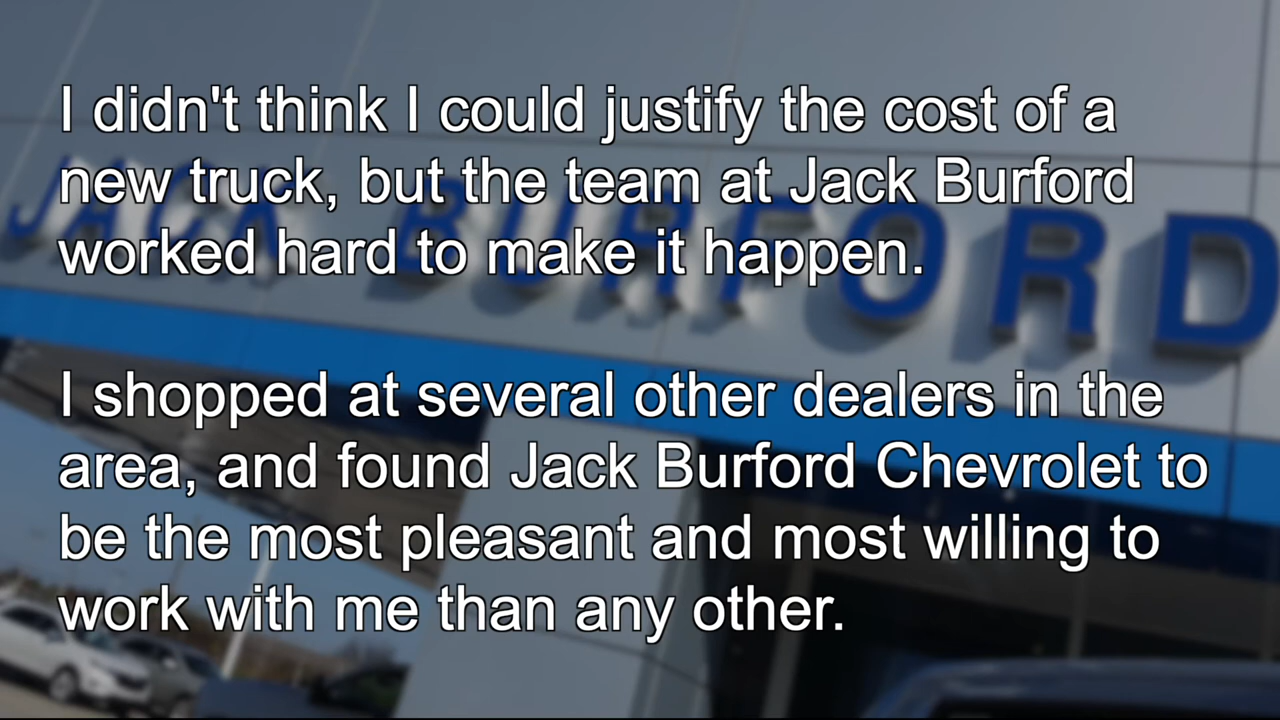 I didn't think I could justify the cost of a
new truck, but the team at Jack Burford
worked hard to make it happen.
I shopped at several other dealers in the
area, and found Jack Burford Chevrolet to
be the most pleasant and most willing to
work with me than any other.
JACK BURFORD